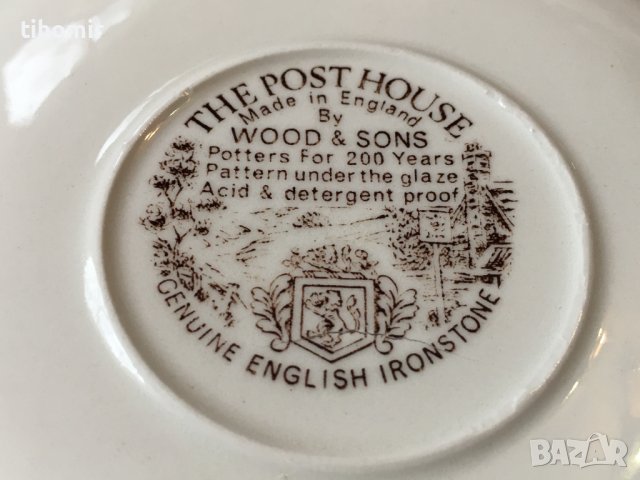 tihomit
THE POST HOUSE
Made in England
By
WOOD & SONS
Potters for 200 Years
Pattern under the glaze
Acid & detergent proof
GENUINE ENGLISH IRONSTONE
BAZAR